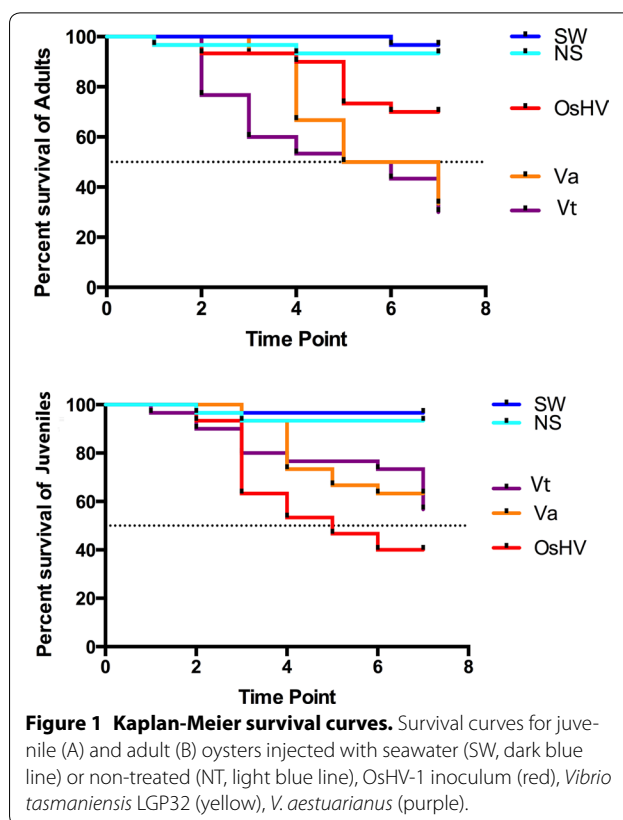 Percent survival of Adults
100
80
60
40
20
0
0 2 4 6 8
Time Point
SW
NS
OsHV
Va
Vt
Percent survival of Juveniles
100
80
60
40
20
0
0 2 4 6 8
Time Point
SW
NS
Vt
Va
OsHV
Figure 1 Kaplan-Meier survival curves. Survival curves for juve-
nile (A) and adult (B) oysters injected with seawater (SW, dark blue
line) or non-treated (NT, light blue line), OsHV-1 inoculum (red), Vibrio
tasmaniensis LGP32 (yellow), V. aestuarianus (purple).